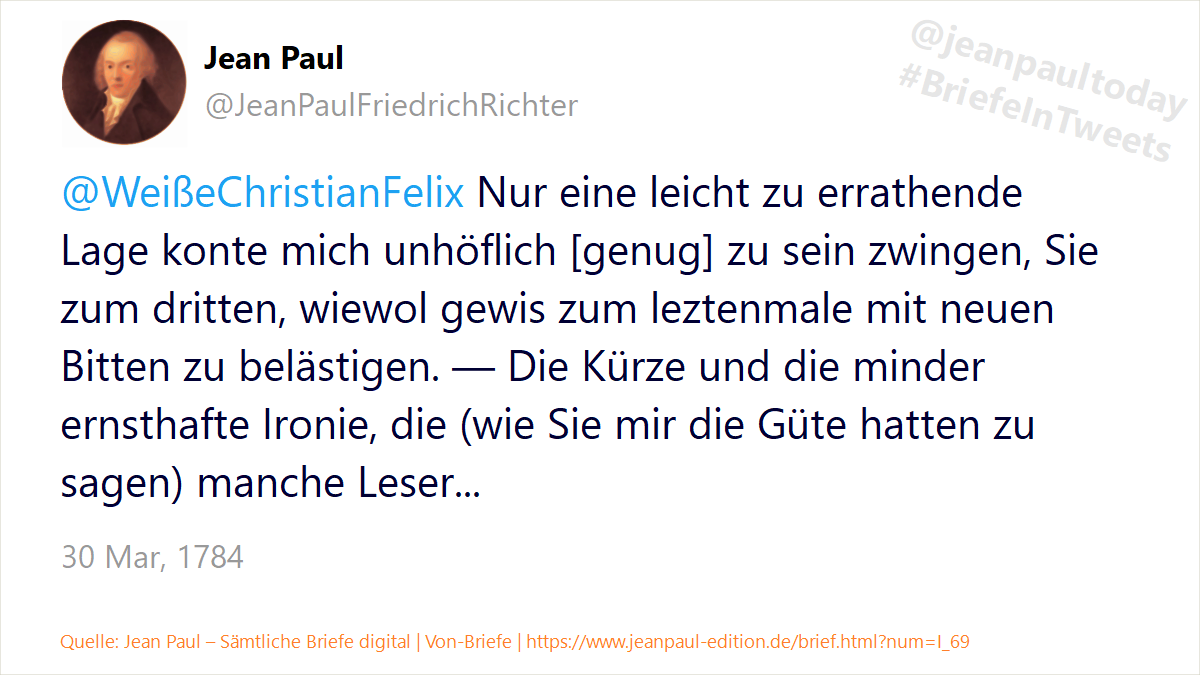 Jean Paul
@JeanPaulFriedrichRichter
@jeanpaultoday
#BriefeInTweets
@WeißeChristianFelix Nur eine leicht zu errathende
Lage konte mich unhöflich [genug] zu sein zwingen, Sie
zum dritten, wiewol gewis zum leztenmale mit neuen
Bitten zu belästigen. — Die Kürze und die minder
ernsthafte Ironie, die (wie Sie mir die Güte hatten zu
sagen) manche Leser...
30 Mar, 1784
Quelle: Jean Paul – Sämtliche Briefe digital | Von-Briefe | https://www.jeanpaul-edition.de/brief.html?num=I_69